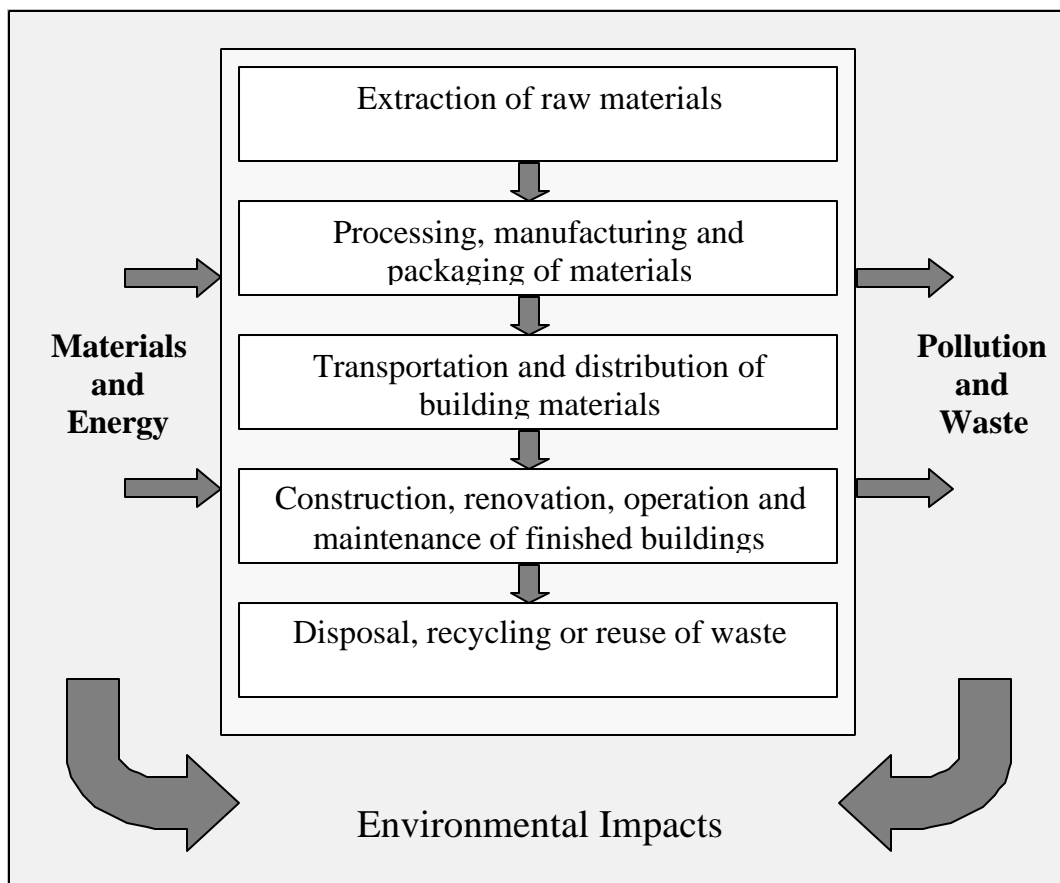 Extraction of raw materials
Processing, manufacturing and
packaging of materials
Materials
and
Energy
Pollution
and
Waste
Transportation and distribution of
building materials
Construction, renovation, operation and
maintenance of finished buildings
Disposal, recycling or reuse of waste
Environmental Impacts